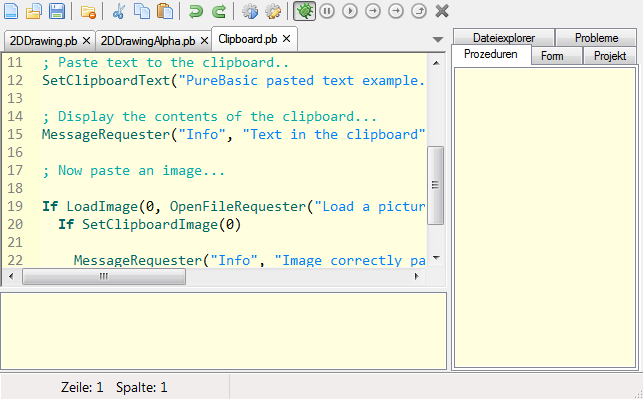 2DDrawing.pb
2DDrawingAlpha.pb
Clipboard.pb
11 ; Paste text to the clipboard..
12 SetClipboardText("PureBasic pasted text example.
13
14 ; Display the contents of the clipboard...
15 MessageRequester("Info", "Text in the clipboard"
16
17 ; Now paste an image...
18
19 If LoadImage(0, OpenFileRequester("Load a pictur
20 If SetClipboardImage(0)
21
22 MessageRequester("Info", "Image correctly pa
Dateiexplorer
Probleme
Prozeduren
Form
Projekt
Zeile: 1 Spalte: 1